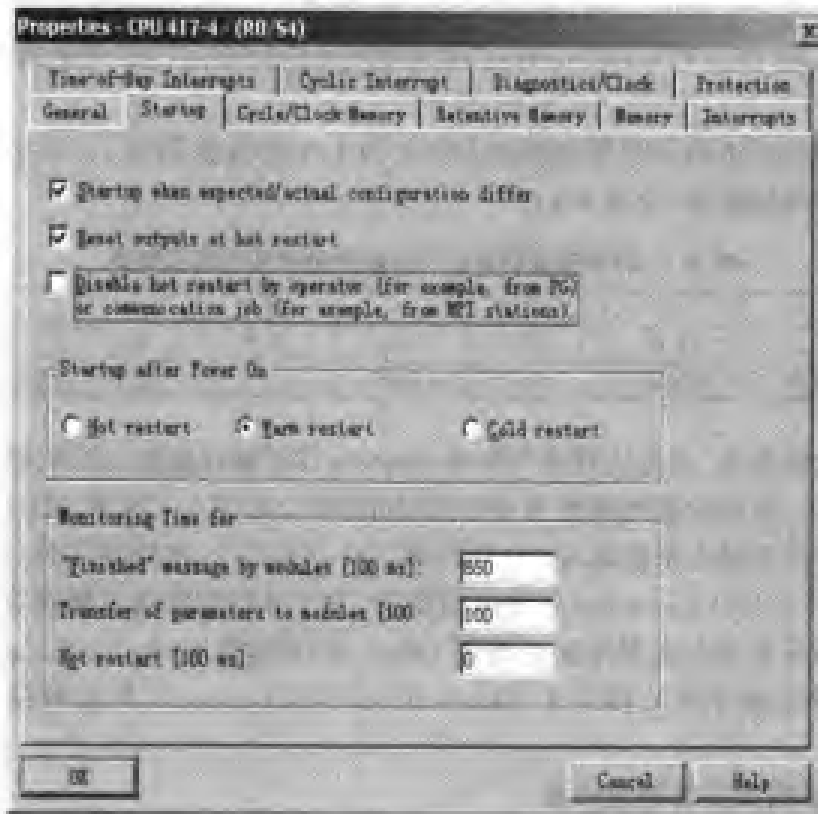 Properties - CPU 417-4 - (R0/S4)
Time-of-Day Interrupts Cyclic Interrupt Diagnostics/Clock Protection
General Startup Cycle/Clock Memory Retentive Memory Memory Interrupts
Startup when expected/actual configuration differ
Reset outputs at hot restart
Disable hot restart by operator (for example, from PG)
or communication job (for example, from MPI stations)
Startup after Power On
Hot restart Warm restart Cold restart
Monitoring Time for
"Finished" message by modules [100 ms]: 650
Transfer of parameters to modules [100 100
Hot restart [100 ms]: 0
OK Cancel Help